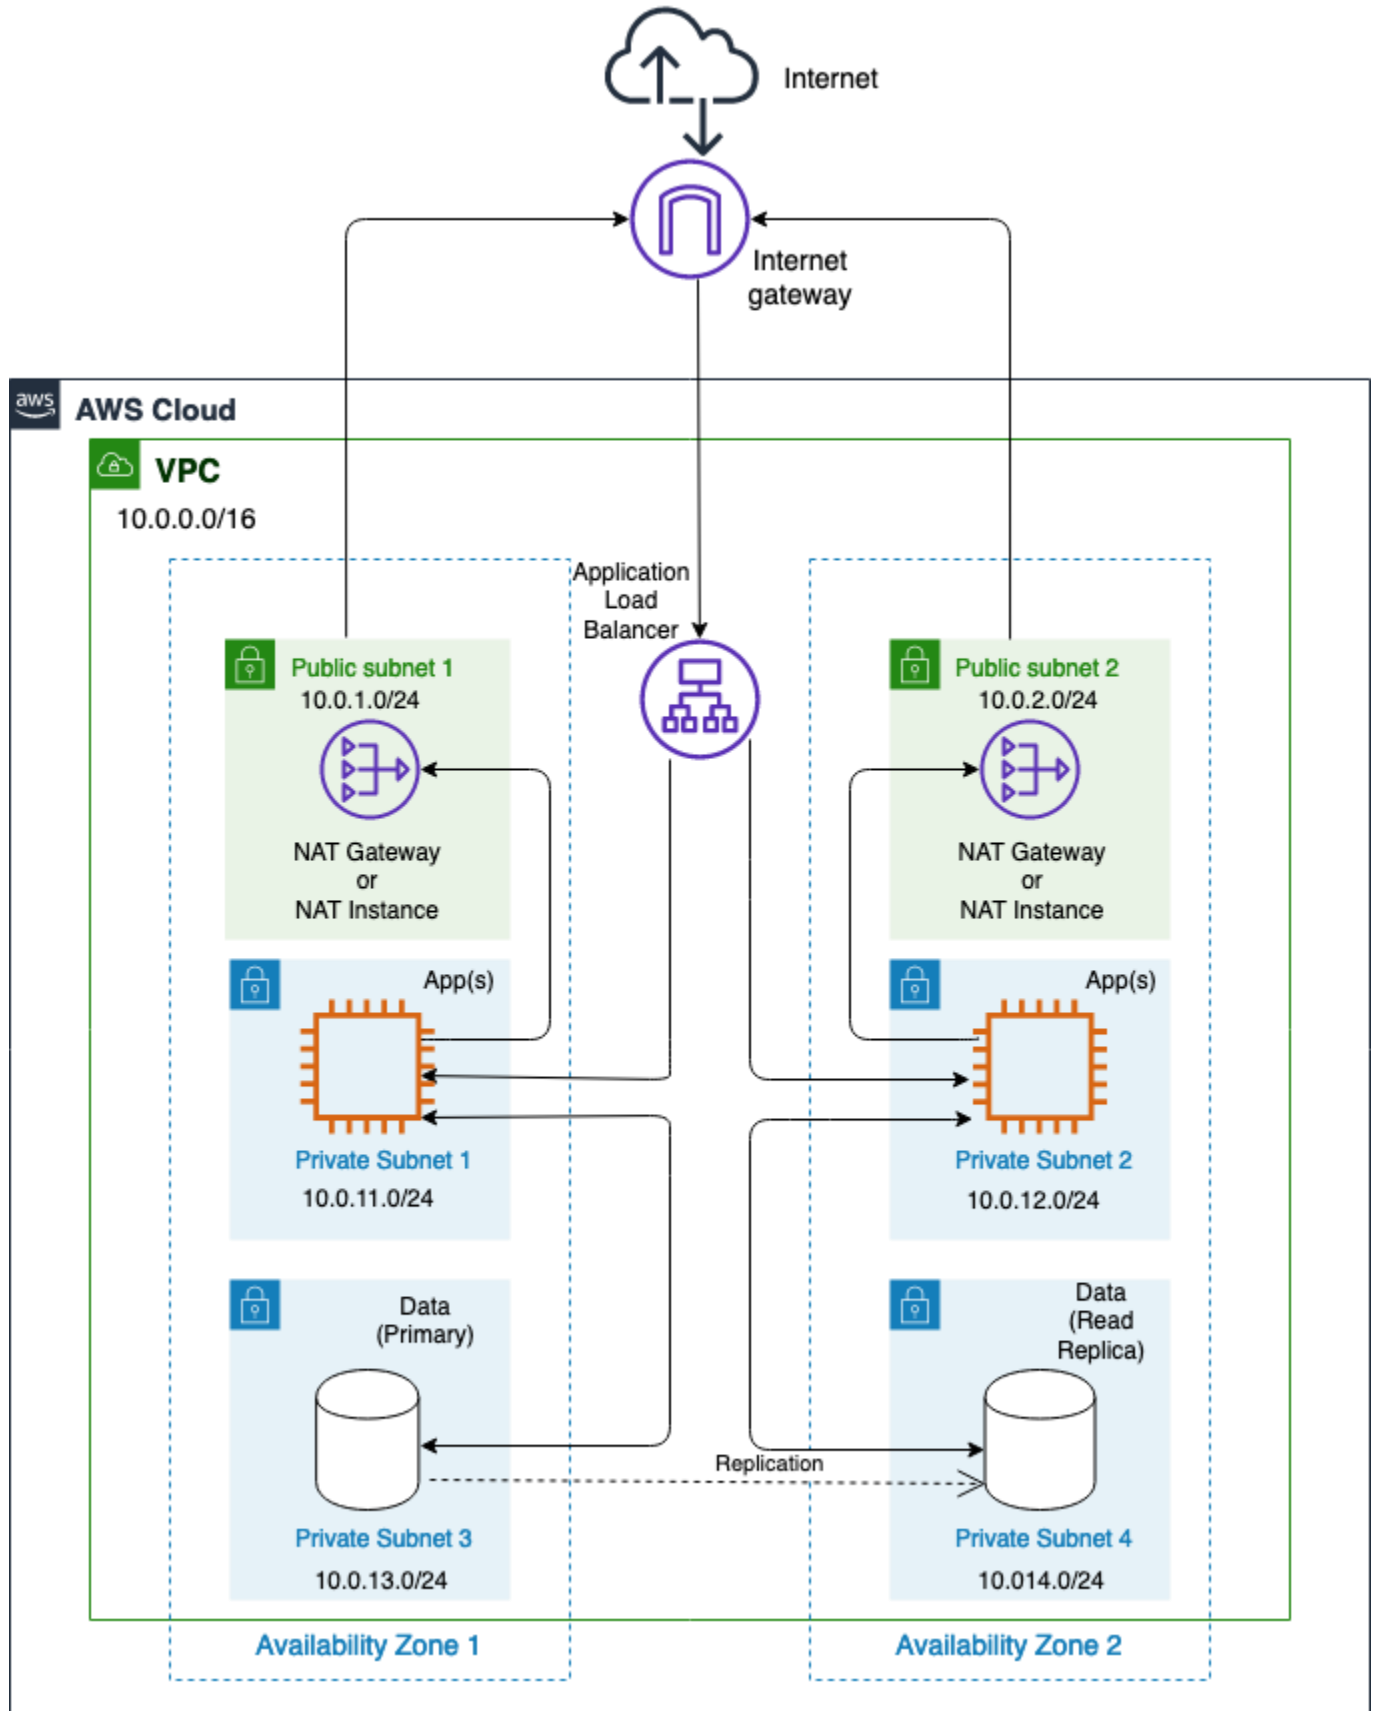 Internet
Internet
gateway
aws
AWS Cloud
VPC
10.0.0.0/16
Application
Load
Balancer
Public subnet 1
10.0.1.0/24
NAT Gateway
or
NAT Instance
Public subnet 2
10.0.2.0/24
NAT Gateway
or
NAT Instance
App(s)
Private Subnet 1
10.0.11.0/24
App(s)
Private Subnet 2
10.0.12.0/24
Data
(Primary)
Private Subnet 3
10.0.13.0/24
Replication
Data
(Read
Replica)
Private Subnet 4
10.014.0/24
Availability Zone 1
Availability Zone 2